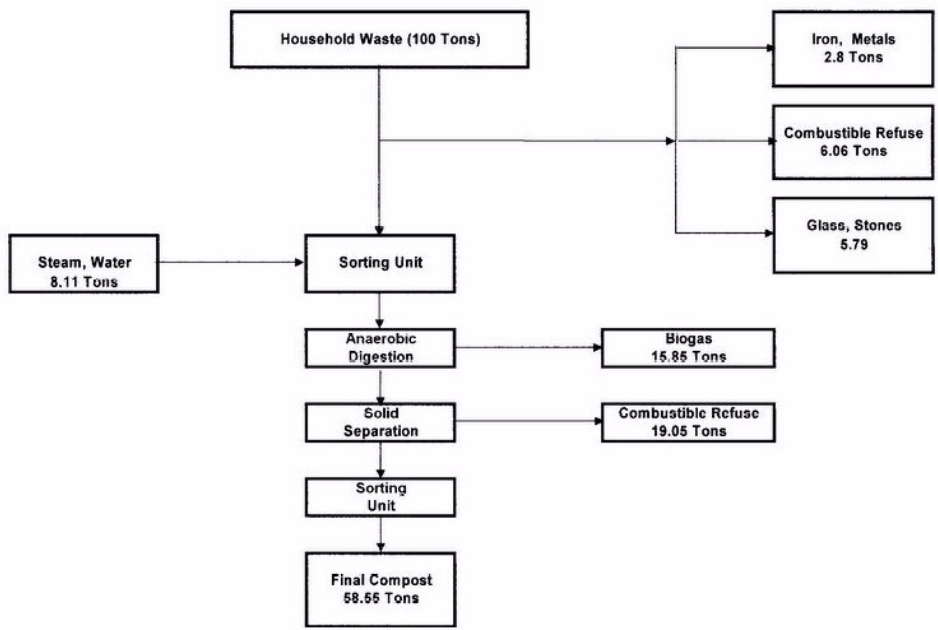 Household Waste (100 Tons)
Iron, Metals
2.8 Tons
Combustible Refuse
6.06 Tons
Glass, Stones
5.79
Steam, Water
8.11 Tons
Sorting Unit
Anaerobic
Digestion
Biogas
15.85 Tons
Solid
Separation
Combustible Refuse
19.05 Tons
Sorting
Unit
Final Compost
58.55 Tons